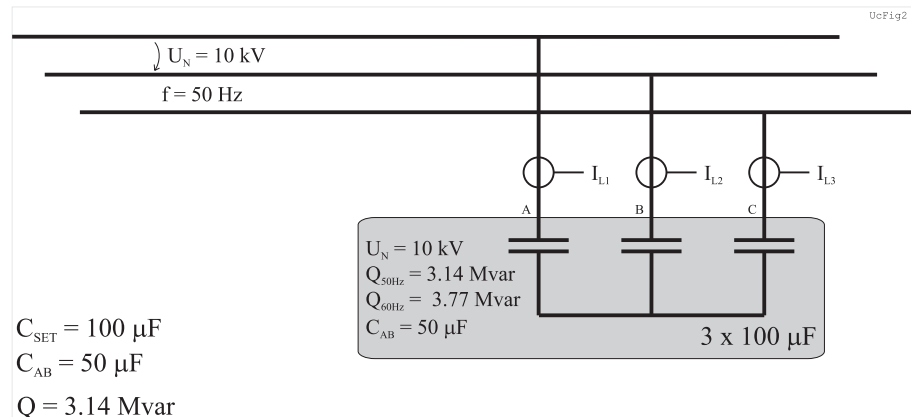 UcFig2
U_N = 10 kV
f = 50 Hz
I_L1 I_L2 I_L3
A B C
U_N = 10 kV
Q_50Hz = 3.14 Mvar
Q_60Hz = 3.77 Mvar
C_AB = 50 µF
3 x 100 µF
C_SET = 100 µF
C_AB = 50 µF
Q = 3.14 Mvar